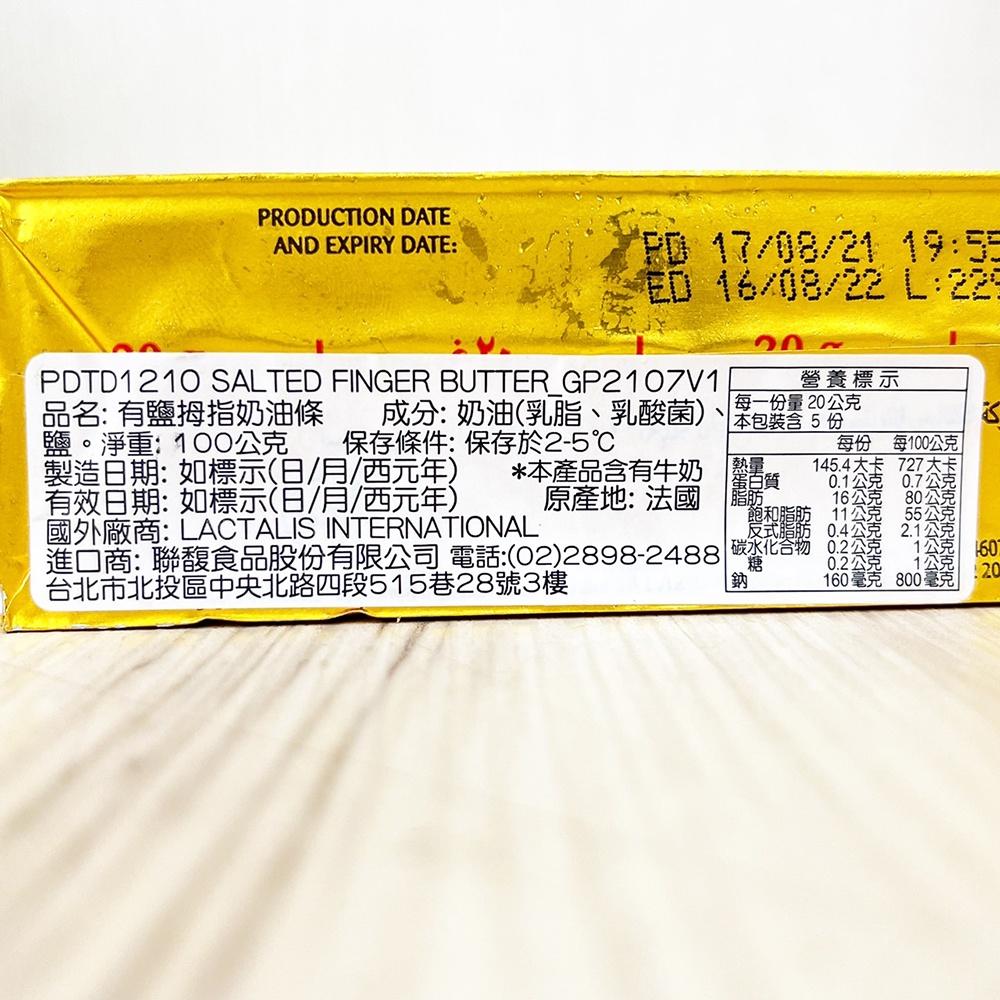 PRODUCTION DATE
AND EXPIRY DATE:
PD 17/08/21 19:55
ED 16/08/22 L:229
PDTD1210 SALTED FINGER BUTTER_GP2107V1
品名: 有鹽拇指奶油條 成分: 奶油(乳脂、乳酸菌)、
鹽。淨重: 100公克 保存條件: 保存於2-5℃
製造日期: 如標示(日/月/西元年) *本產品含有牛奶
有效日期: 如標示(日/月/西元年) 原產地: 法國
國外廠商: LACTALIS INTERNATIONAL
進口商: 聯馥食品股份有限公司 電話:(02)2898-2488
台北市北投區中央北路四段515巷28號3樓
營養標示
每一份量 20公克
本包裝含 5 份
每份 每100公克
熱量 145.4大卡 727大卡
蛋白質 0.1公克 0.7公克
脂肪 16公克 80公克
飽和脂肪 11公克 55公克
反式脂肪 0.4公克 2.1公克
碳水化合物 0.2公克 1公克
糖 0.2公克 1公克
鈉 160毫克 800毫克